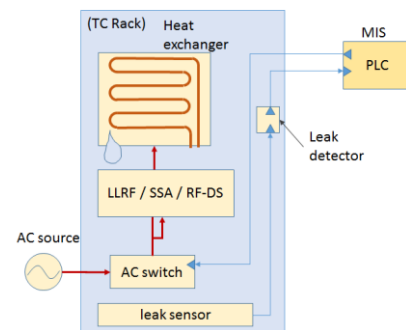 (TC Rack)
Heat
exchanger
MIS
PLC
Leak
detector
LLRF / SSA / RF-DS
AC source
AC switch
leak sensor